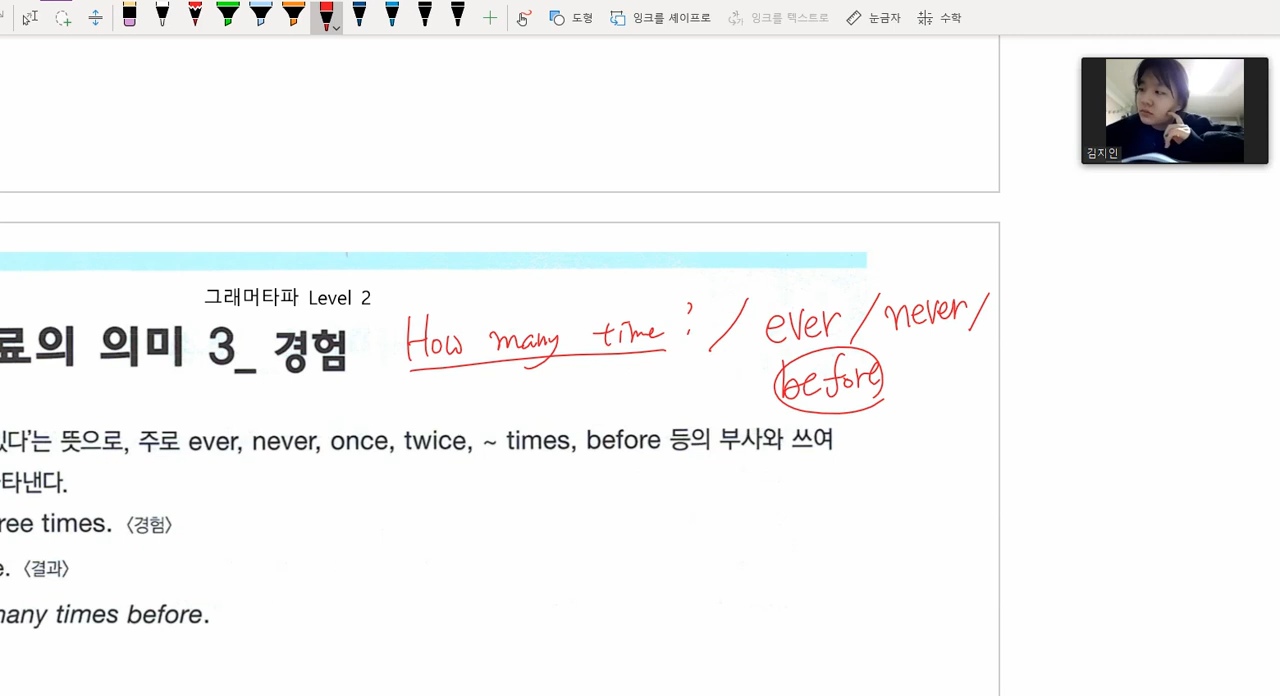 도형 잉크를 셰이프로 잉크를 텍스트로 눈금자 수학
김지인
그래머타파 Level 2
료의 의미 3_ 경험
How many time? / ever / never /
before
있다’는 뜻으로, 주로 ever, never, once, twice, ~ times, before 등의 부사와 쓰여
타낸다.
ree times. 〈경험〉
e. 〈결과〉
many times before.